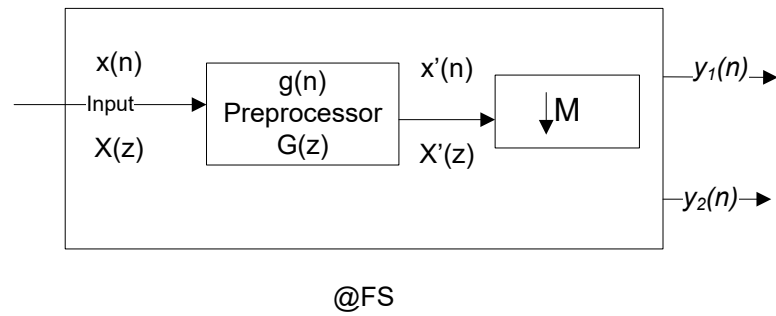 x(n)
Input
X(z)
g(n)
Preprocessor
G(z)
x’(n)
X’(z)
↓M
y₁(n)
y₂(n)
@FS